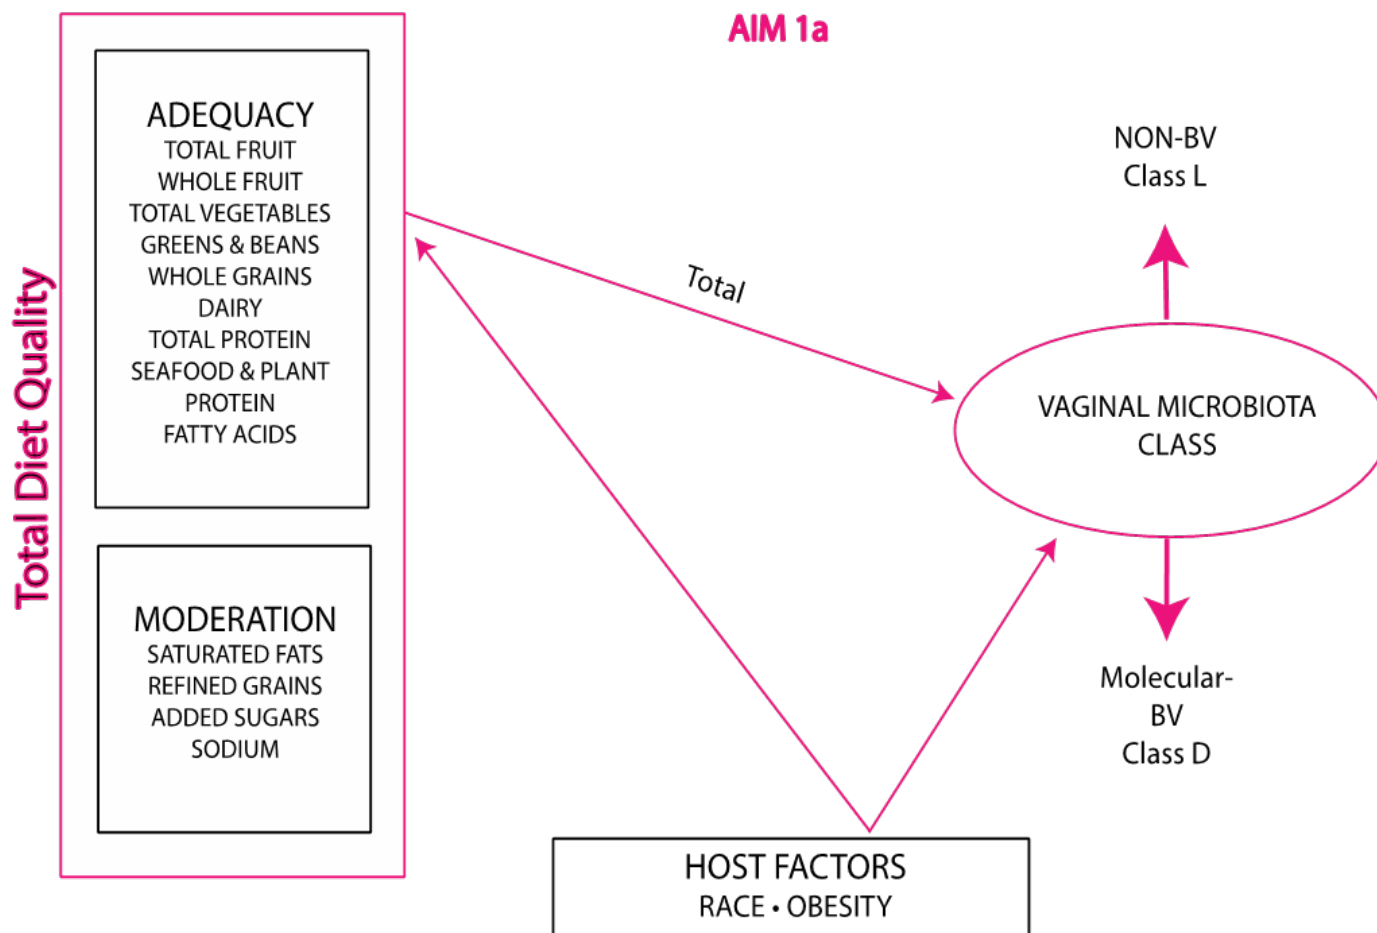 AIM 1a
Total Diet Quality
ADEQUACY
TOTAL FRUIT
WHOLE FRUIT
TOTAL VEGETABLES
GREENS & BEANS
WHOLE GRAINS
DAIRY
TOTAL PROTEIN
SEAFOOD & PLANT
PROTEIN
FATTY ACIDS
MODERATION
SATURATED FATS
REFINED GRAINS
ADDED SUGARS
SODIUM
Total
NON-BV
Class L
VAGINAL MICROBIOTA
CLASS
Molecular-
BV
Class D
HOST FACTORS
RACE • OBESITY